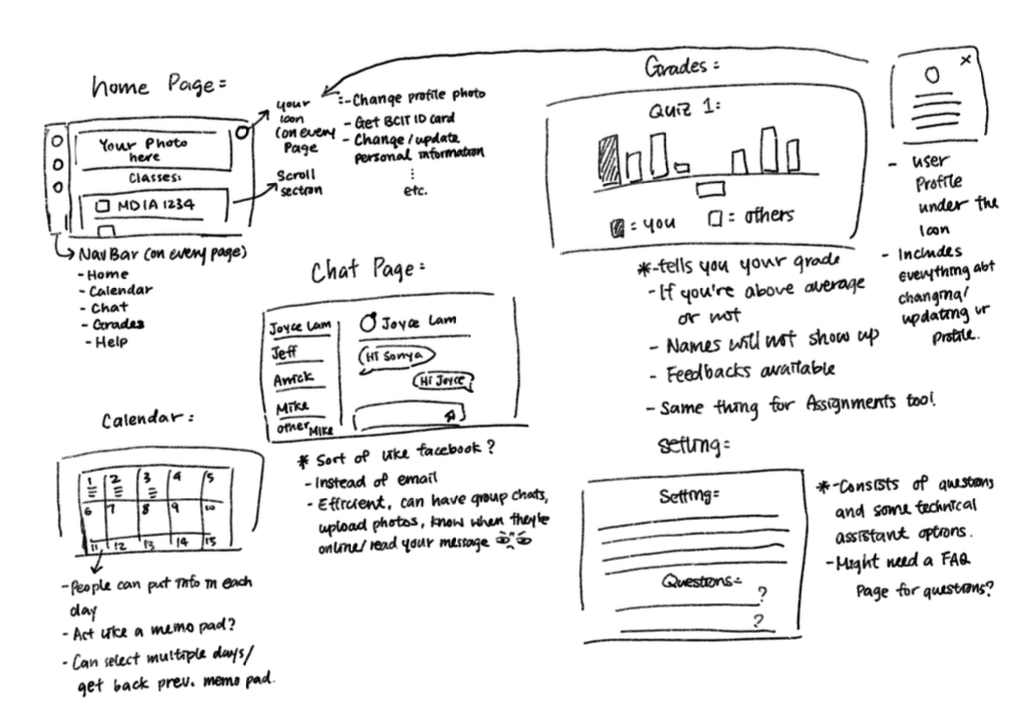 home Page:
Your Photo
here
Classes:
MDIA 1234
your
Icon
(on every
Page
:- Change profile photo
- Get BCIT ID card
- Change/update
personal information
⋮
etc.
Scroll
section
Nav Bar (on every page)
- Home
- Calendar
- Chat
- Grades
- Help
Chat Page:
Joyce Lam
Jeff
Annick
Mike
other Mike
Joyce Lam
Hi Sonya
Hi Joyce
* Sort of like facebook?
- Instead of email
- Efficient, can have group chats,
upload photos, know when they're
online/read your message
Calendar:
1 2 3 4 5
6 7 8 9 10
11 12 13 14 15
- People can put info in each
day
- Act like a memo pad?
- Can select multiple days/
get back prev. memo pad.
Grades:
Quiz 1:
= you = others
*-tells you your grade
- If you're above average
or not
- Names will not show up
- Feedbacks available
- Same thing for Assignments too!
x
- user
Profile
under the
Icon
- Includes
everything abt
changing/
updating ur
profile.
Setting:
Setting:
Questions:
?
?
*-Consists of questions
and some technical
assistant options.
- Might need a FAQ
Page for questions?